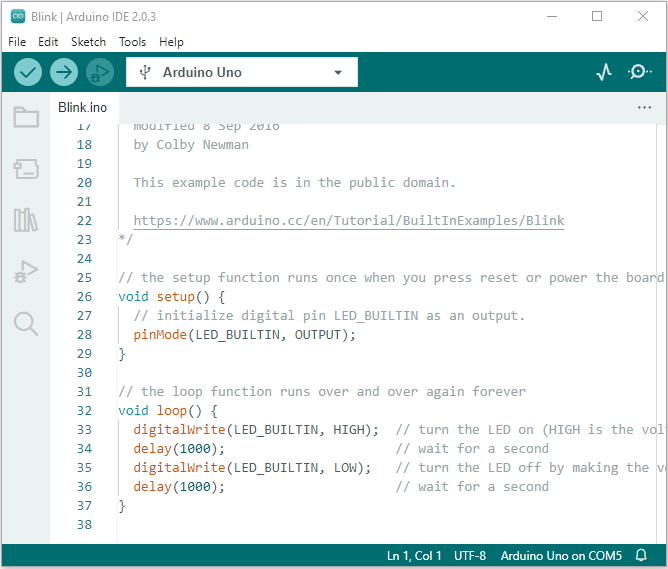 Blink | Arduino IDE 2.0.3
File Edit Sketch Tools Help
Arduino Uno
Blink.ino
...
17 modified 8 Sep 2016
18 by Colby Newman
19
20 This example code is in the public domain.
21
22 https://www.arduino.cc/en/Tutorial/BuiltInExamples/Blink
23 */
24
25 // the setup function runs once when you press reset or power the board
26 void setup() {
27 // initialize digital pin LED_BUILTIN as an output.
28 pinMode(LED_BUILTIN, OUTPUT);
29 }
30
31 // the loop function runs over and over again forever
32 void loop() {
33 digitalWrite(LED_BUILTIN, HIGH); // turn the LED on (HIGH is the vol
34 delay(1000); // wait for a second
35 digitalWrite(LED_BUILTIN, LOW); // turn the LED off by making the v
36 delay(1000); // wait for a second
37 }
38
Ln 1, Col 1 UTF-8 Arduino Uno on COM5